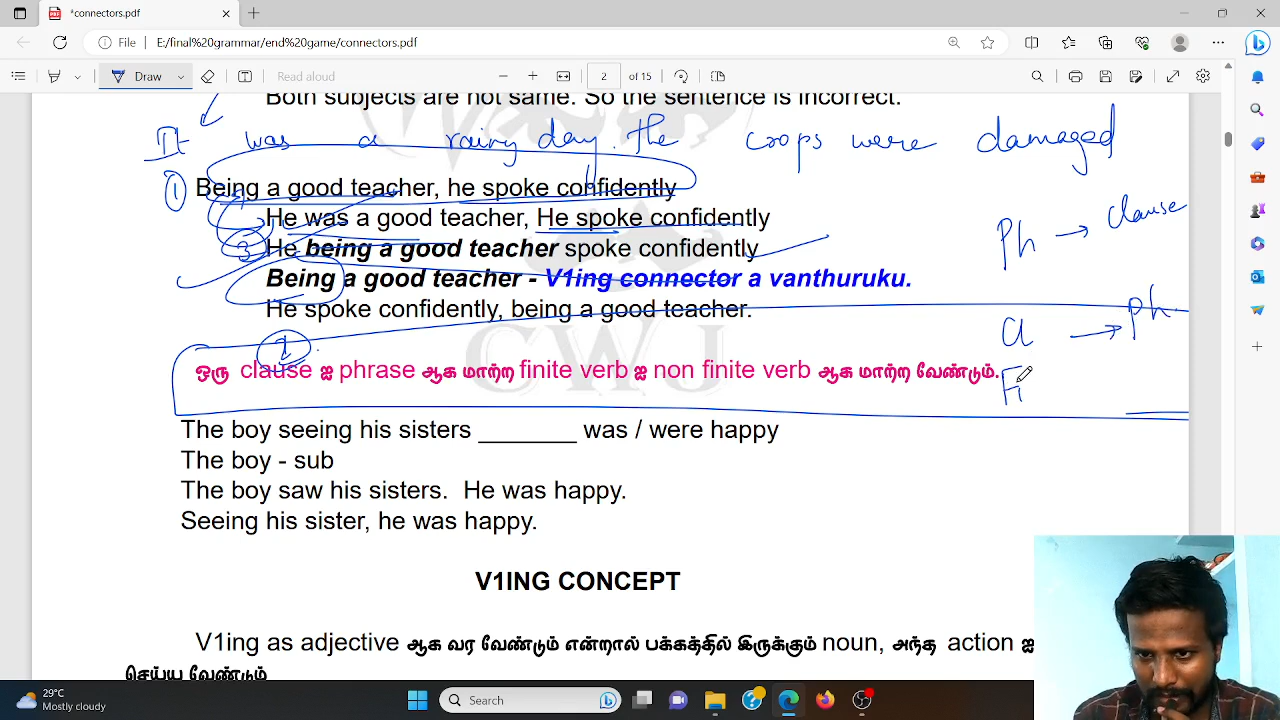 *connectors.pdf
File E:/final%20grammar/end%20game/connectors.pdf
Draw Read aloud 2 of 15
Both subjects are not same. So the sentence is incorrect.
It was a rainy day. The crops were damaged
① Being a good teacher, he spoke confidently
He was a good teacher, He spoke confidently
Ph → clause
③ He being a good teacher spoke confidently
Being a good teacher - V1ing connector a vanthuruku.
He spoke confidently, being a good teacher.
cl → Ph
ஒரு clause ஐ phrase ஆக மாற்ற finite verb ஐ non finite verb ஆக மாற்ற வேண்டும்.
Fi
The boy seeing his sisters _______ was / were happy
The boy - sub
The boy saw his sisters. He was happy.
Seeing his sister, he was happy.
CWJ
V1ING CONCEPT
V1ing as adjective ஆக வர வேண்டும் என்றால் பக்கத்தில் இருக்கும் noun, அந்த action ஐ
செய்ய வேண்டும்
29°C
Mostly cloudy
Search